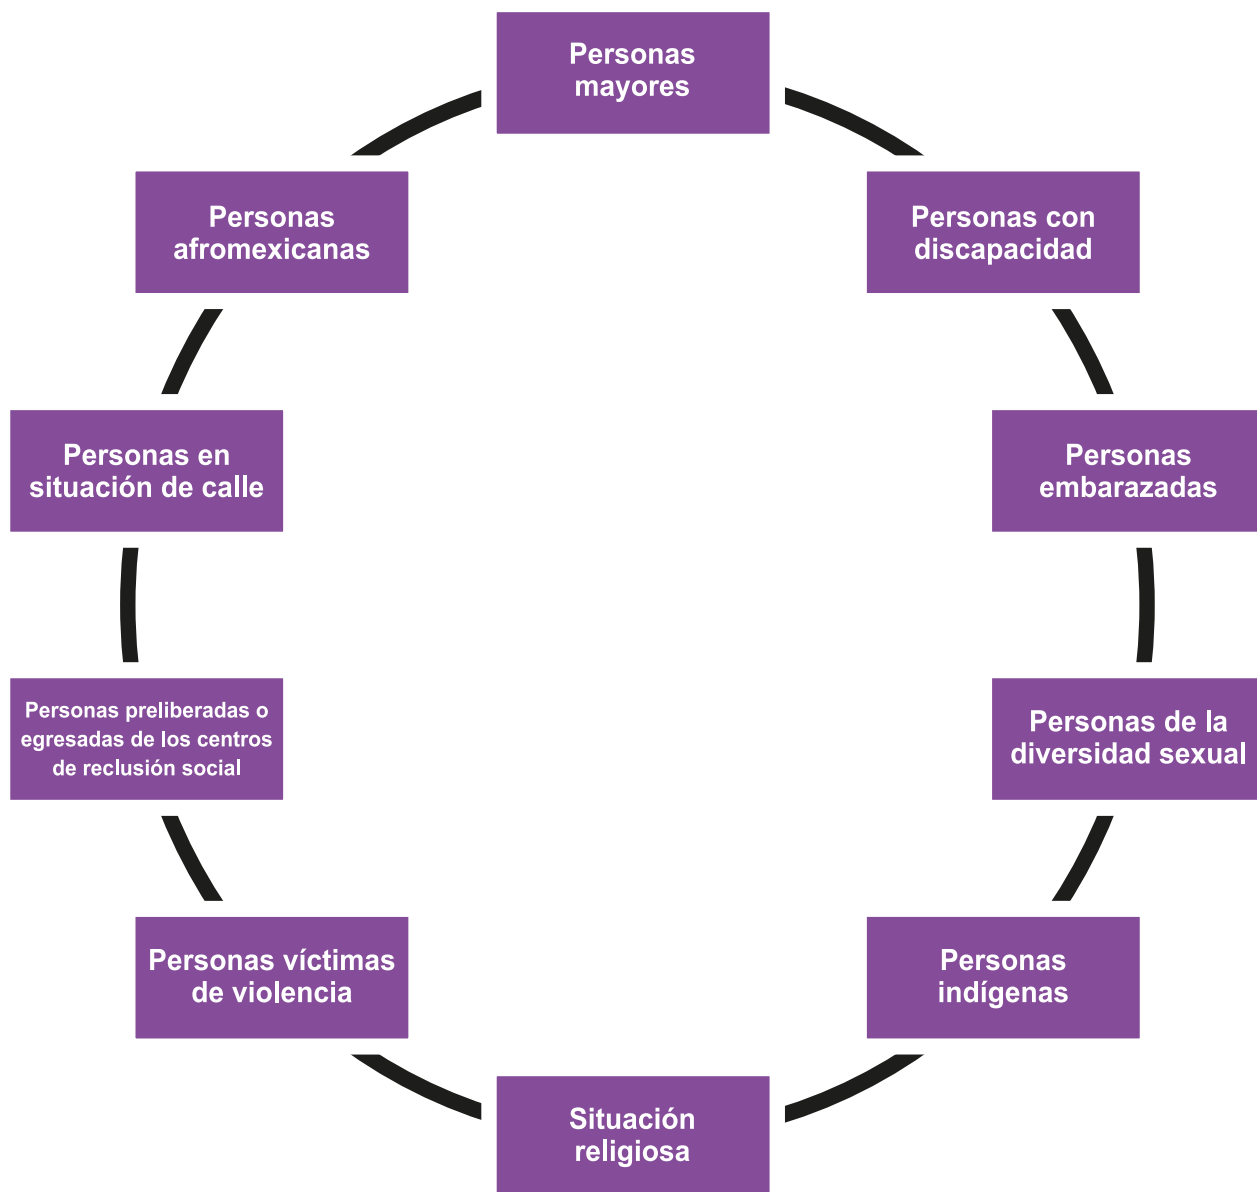 Personas
mayores
Personas con
discapacidad
Personas
embarazadas
Personas de la
diversidad sexual
Personas
indígenas
Situación
religiosa
Personas víctimas
de violencia
Personas preliberadas o
egresadas de los centros
de reclusión social
Personas en
situación de calle
Personas
afromexicanas